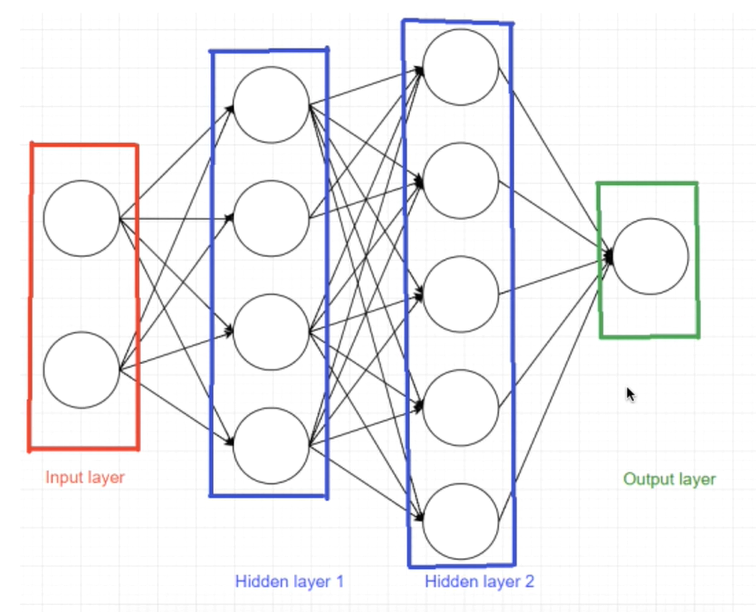 Input layer
Output layer
Hidden layer 1
Hidden layer 2